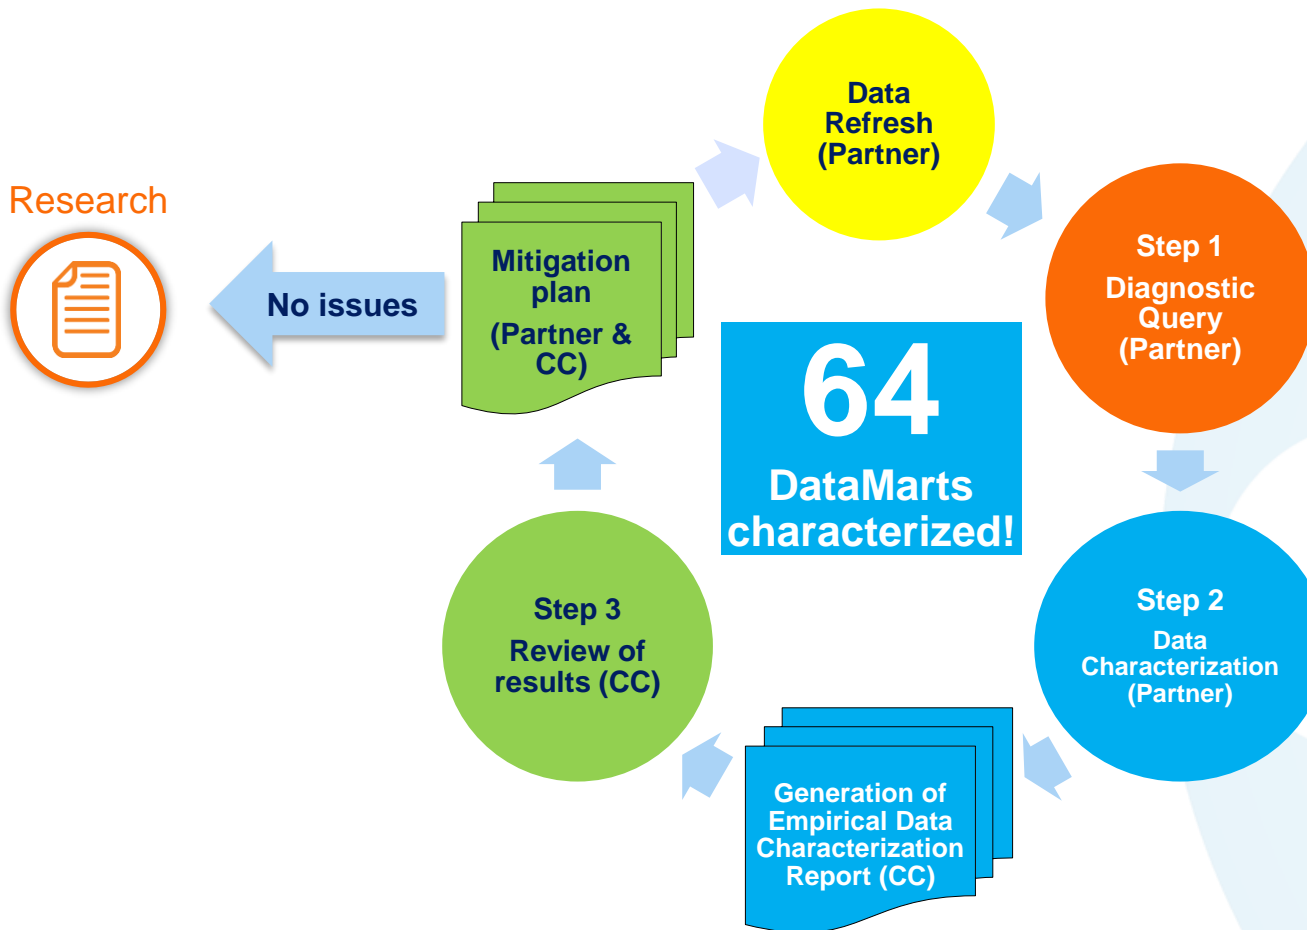 Data
Refresh
(Partner)
Research
Mitigation
plan
(Partner &
CC)
No issues
Step 1
Diagnostic
Query
(Partner)
64
DataMarts
characterized!
Step 2
Data
Characterization
(Partner)
Step 3
Review of
results (CC)
Generation of
Empirical Data
Characterization
Report (CC)